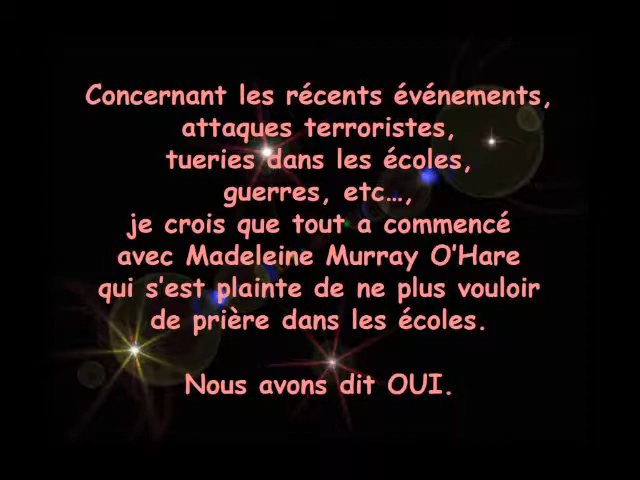 Concernant les récents événements,
attaques terroristes,
tueries dans les écoles,
guerres, etc…,
je crois que tout a commencé
avec Madeleine Murray O’Hare
qui s’est plainte de ne plus vouloir
de prière dans les écoles.
Nous avons dit OUI.